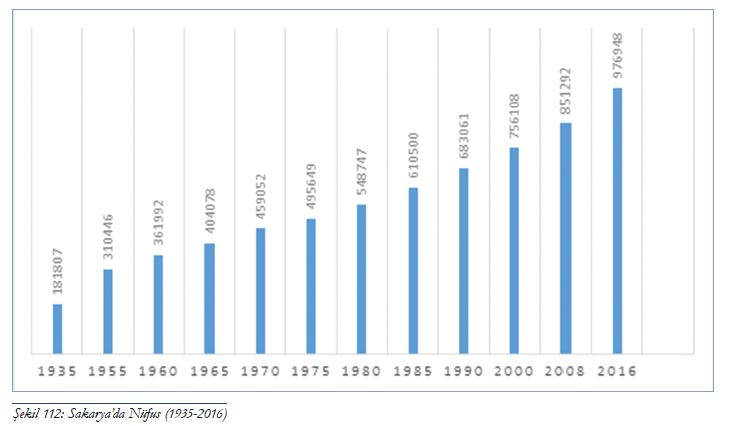 181807 310446 361992 404078 459052 495649 548747 610500 683061 756108 851292 976948
1935 1955 1960 1965 1970 1975 1980 1985 1990 2000 2008 2016
Şekil 112: Sakarya'da Nüfus (1935-2016)